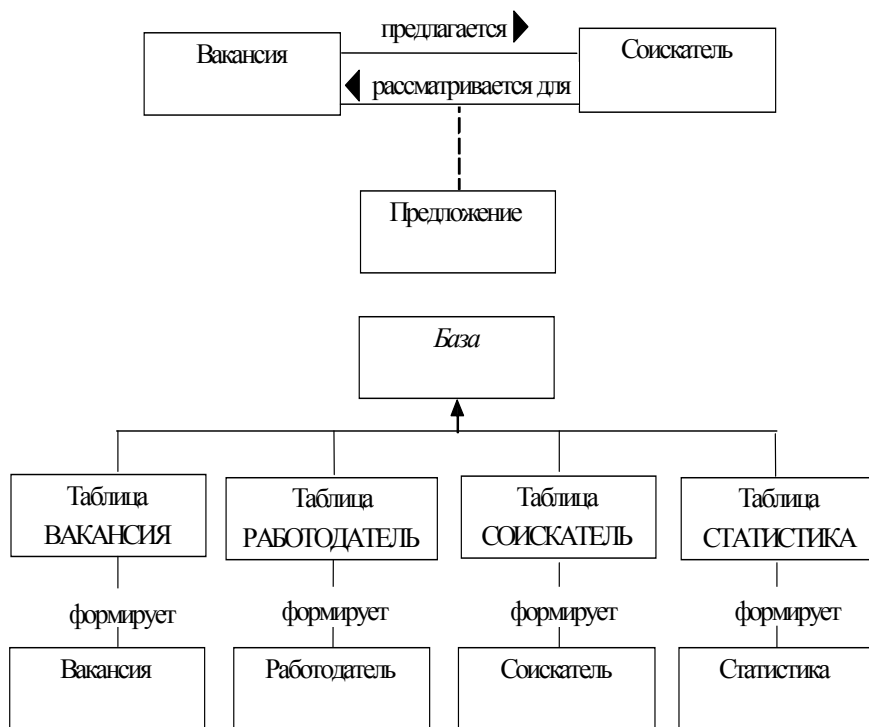 предлагается
Вакансия
Соискатель
рассматривается для
Предложение
База
Таблица
ВАКАНСИЯ
Таблица
РАБОТОДАТЕЛЬ
Таблица
СОИСКАТЕЛЬ
Таблица
СТАТИСТИКА
формирует
формирует
формирует
формирует
Вакансия
Работодатель
Соискатель
Статистика